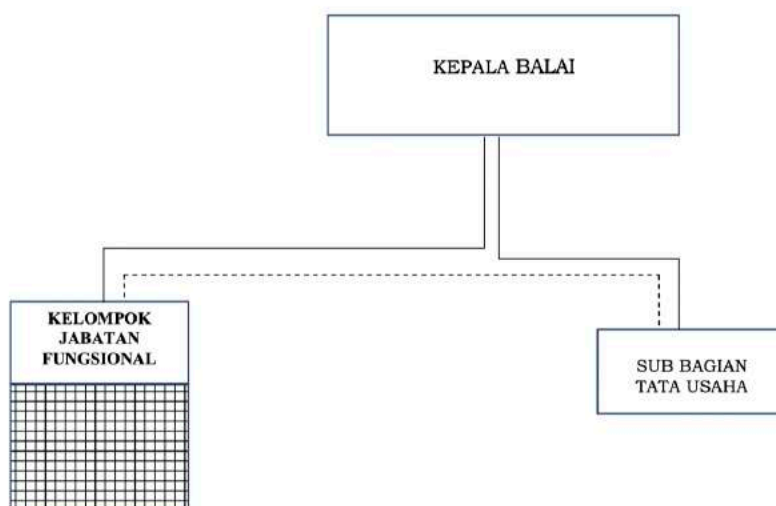 KEPALA BALAI
KELOMPOK
JABATAN
FUNGSIONAL
SUB BAGIAN
TATA USAHA